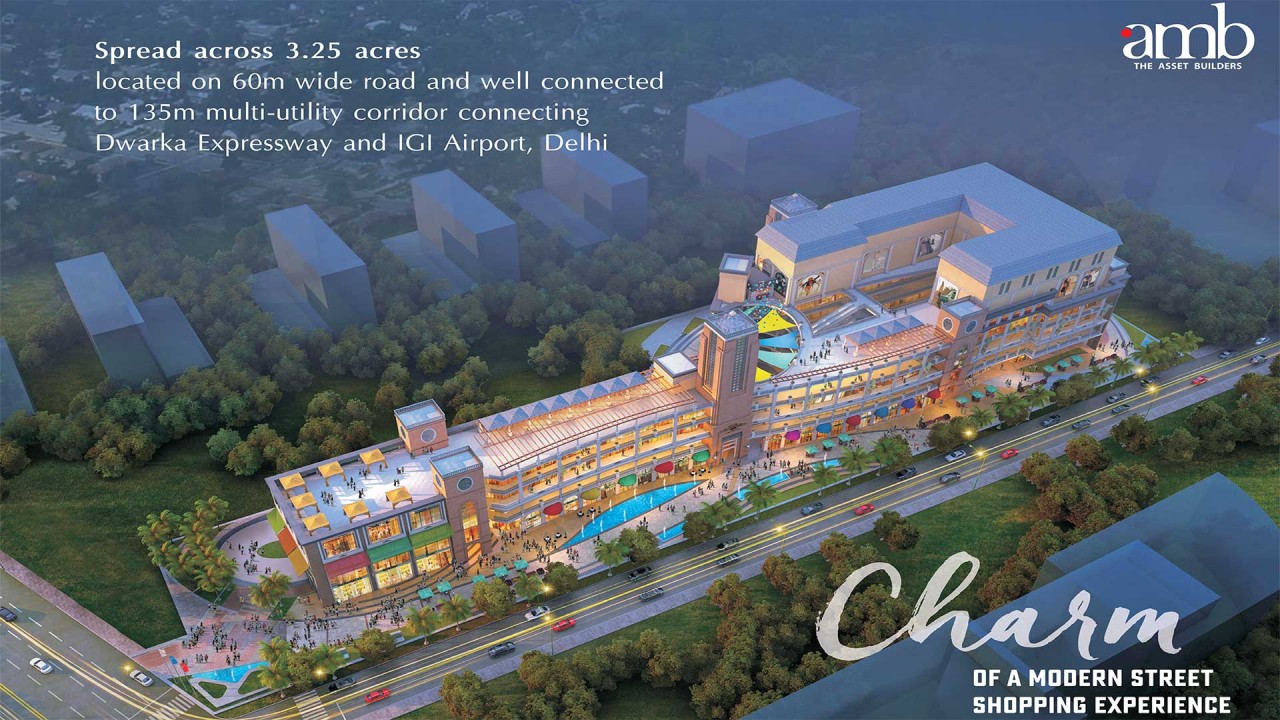 Spread across 3.25 acres
located on 60m wide road and well connected
to 135m multi-utility corridor connecting
Dwarka Expressway and IGI Airport, Delhi
amb
THE ASSET BUILDERS
Charm
OF A MODERN STREET
SHOPPING EXPERIENCE